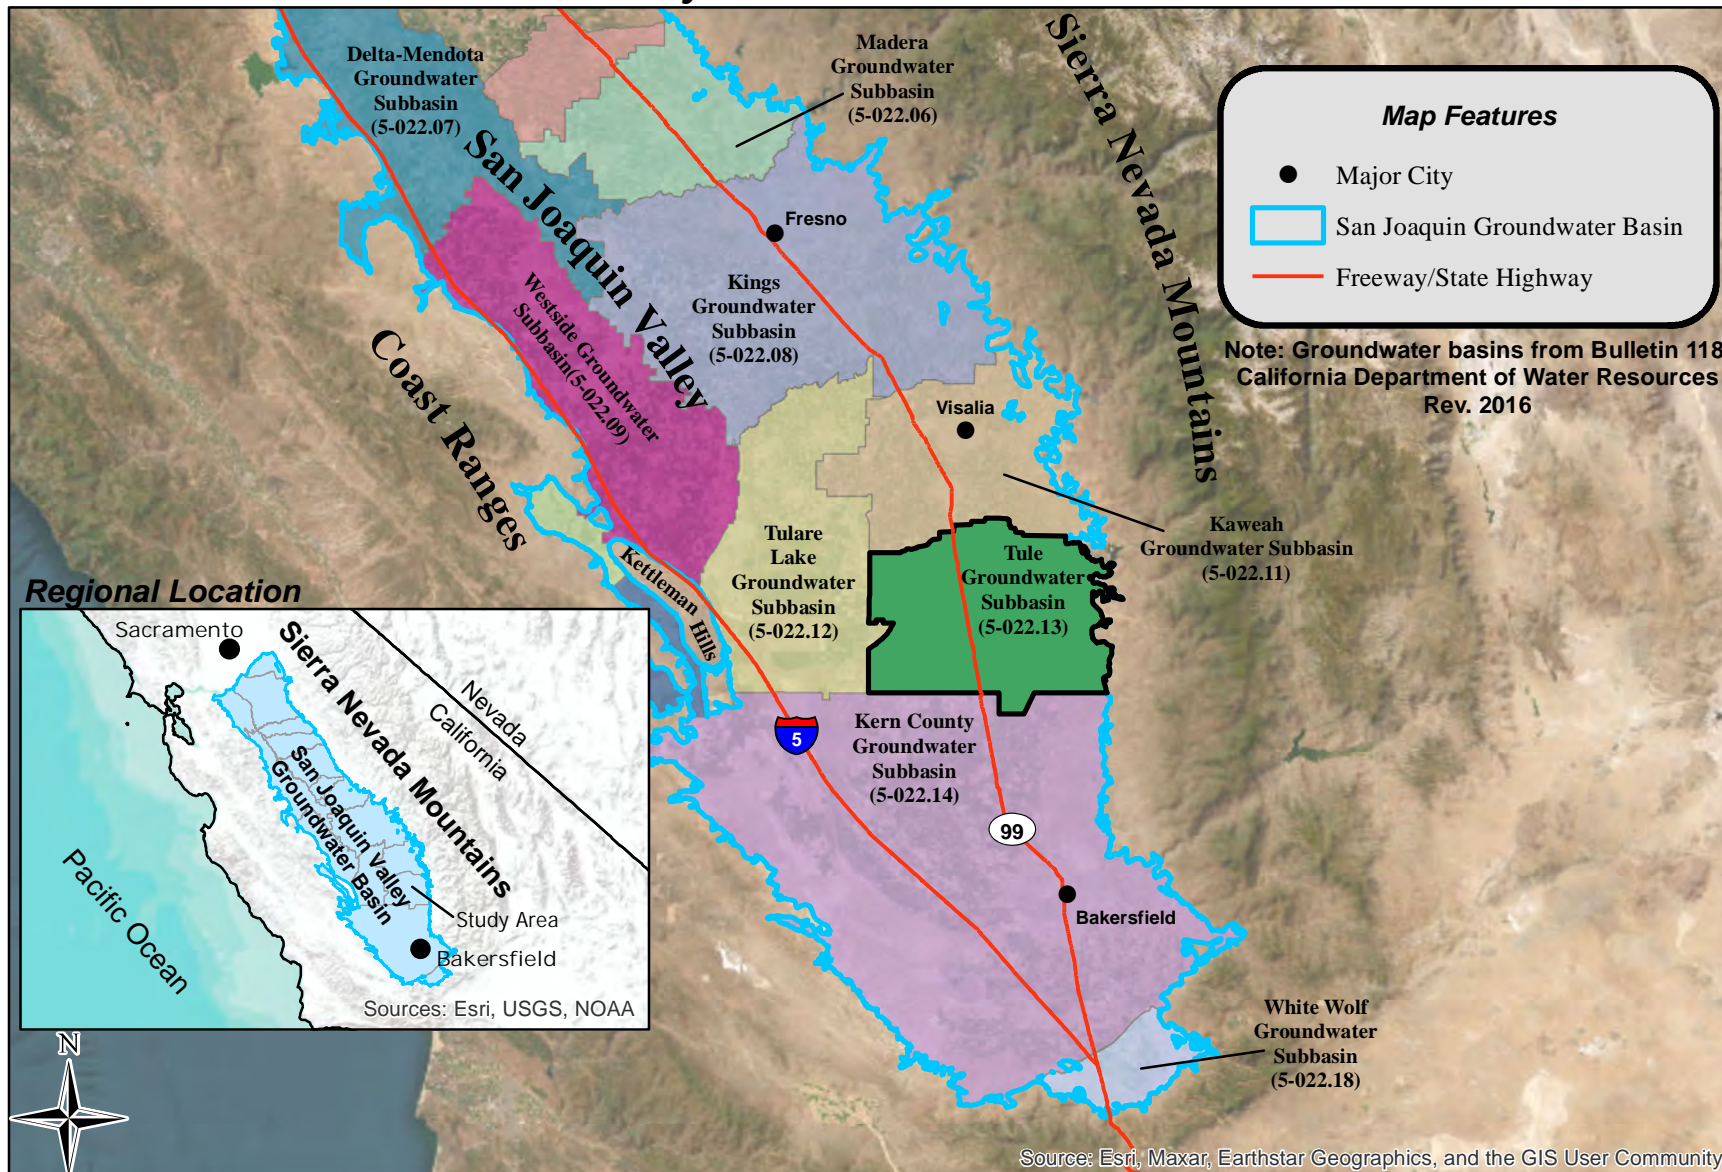 Delta-Mendota
Groundwater
Subbasin
(5-022.07)
Madera
Groundwater
Subbasin
(5-022.06)
Sierra Nevada Mountains
Map Features
Major City
San Joaquin Groundwater Basin
Freeway/State Highway
Note: Groundwater basins from Bulletin 118
California Department of Water Resources
Rev. 2016
San Joaquin Valley
Fresno
Kings
Groundwater
Subbasin
(5-022.08)
Westside Groundwater
Subbasin(5-022.09)
Coast Ranges
Visalia
Kaweah
Groundwater Subbasin
(5-022.11)
Tulare
Lake
Groundwater
Subbasin
(5-022.12)
Tule
Groundwater
Subbasin
(5-022.13)
Kettleman Hills
Kern County
Groundwater
Subbasin
(5-022.14)
5
99
Bakersfield
White Wolf
Groundwater
Subbasin
(5-022.18)
Regional Location
Sacramento
Sierra Nevada Mountains
Nevada
California
San Joaquin Valley
Groundwater Basin
Pacific Ocean
Study Area
Bakersfield
Sources: Esri, USGS, NOAA
N
Source: Esri, Maxar, Earthstar Geographics, and the GIS User Community